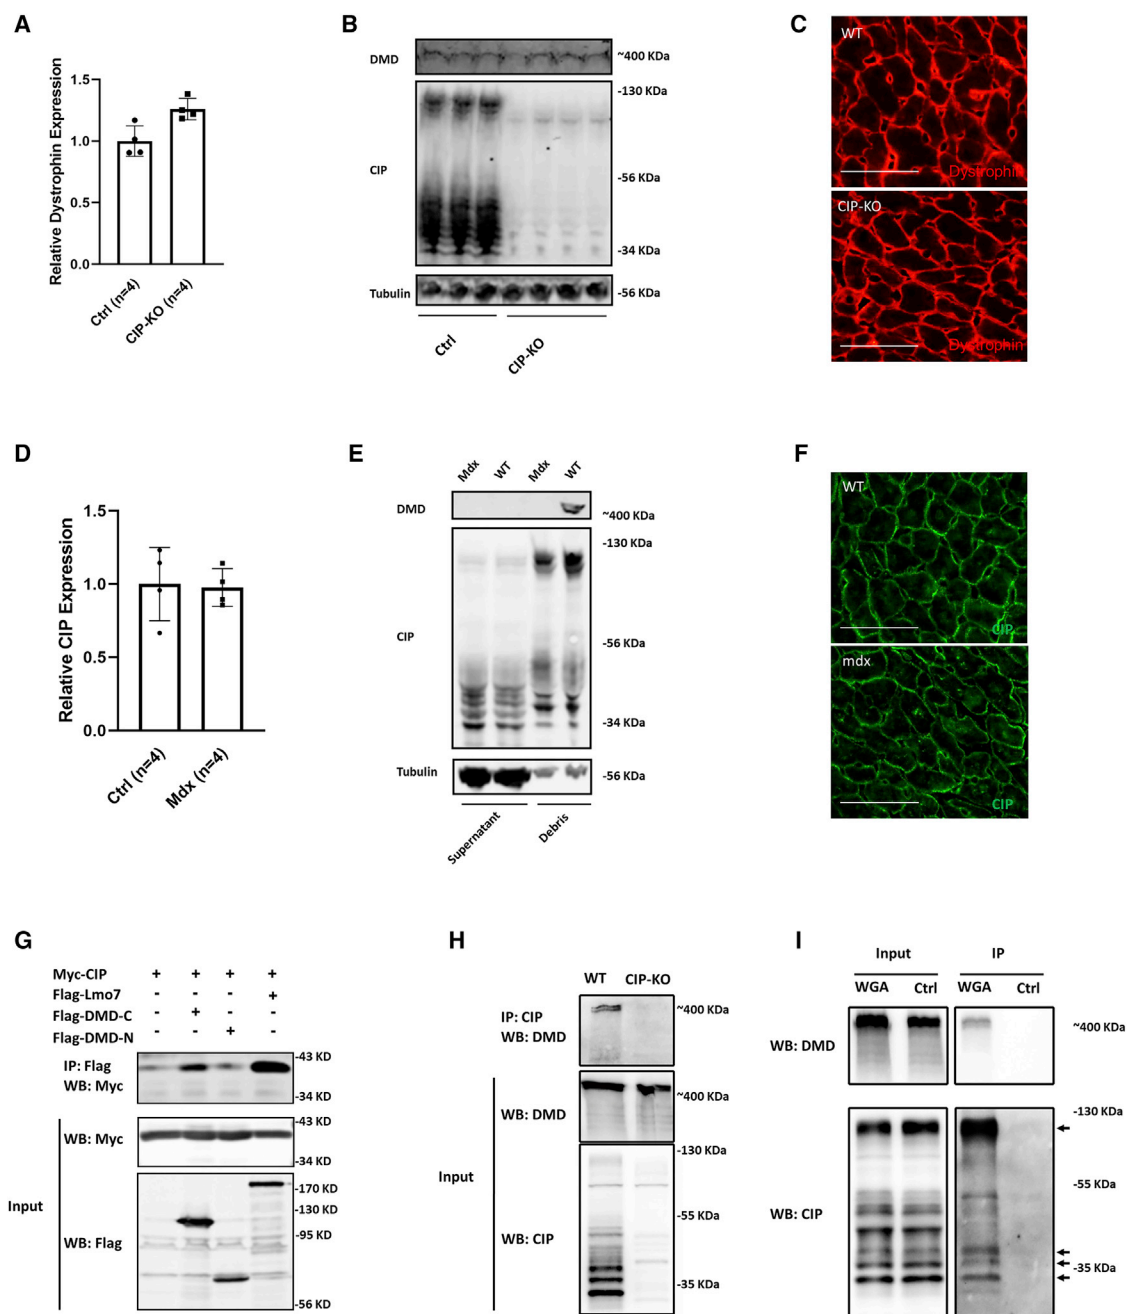 A
Relative Dystrophin Expression
1.5
1.0
0.5
0.0
Ctrl (n=4)
CIP-KO (n=4)
B
DMD
~400 KDa
-130 KDa
CIP
-56 KDa
-34 KDa
Tubulin
-56 KDa
Ctrl
CIP-KO
C
WT
Dystrophin
CIP-KO
Dystrophin
D
Relative CIP Expression
1.5
1.0
0.5
0.0
Ctrl (n=4)
Mdx (n=4)
E
Mdx WT Mdx WT
DMD
~400 KDa
-130 KDa
CIP
-56 KDa
-34 KDa
Tubulin
-56 KDa
Supernatant
Debris
F
WT
CIP
mdx
CIP
G
Myc-CIP + + + +
Flag-Lmo7 - - - +
Flag-DMD-C - + - -
Flag-DMD-N - - + -
IP: Flag
WB: Myc
-43 KD
-34 KD
Input
WB: Myc
-43 KD
-34 KD
WB: Flag
-170 KD
-130 KD
-95 KD
-56 KD
H
WT CIP-KO
IP: CIP
WB: DMD
~400 KDa
Input
WB: DMD
~400 KDa
-130 KDa
WB: CIP
-55 KDa
-35 KDa
I
Input IP
WGA Ctrl WGA Ctrl
WB: DMD
~400 KDa
-130 KDa
-55 KDa
WB: CIP
-35 KDa